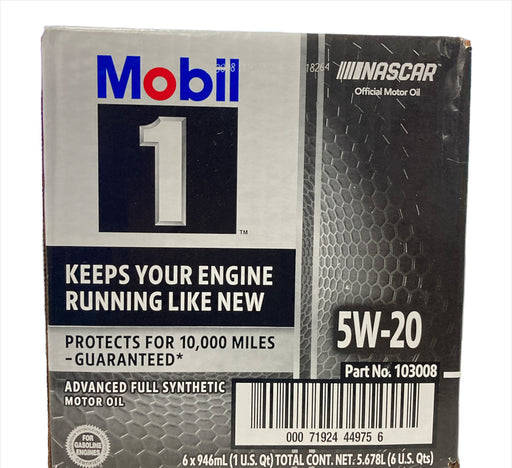 Mobil
1
TM
18264
NASCAR
Official Motor Oil
KEEPS YOUR ENGINE
RUNNING LIKE NEW
PROTECTS FOR 10,000 MILES
-GUARANTEED*
5W-20
Part No. 103008
ADVANCED FULL SYNTHETIC
MOTOR OIL
FOR
GASOLINE
ENGINES
000 71924 44975 6
6 x 946mL (1 U.S. Qt) TOTAL CONT. NET. 5.678L (6 U.S. Qts)